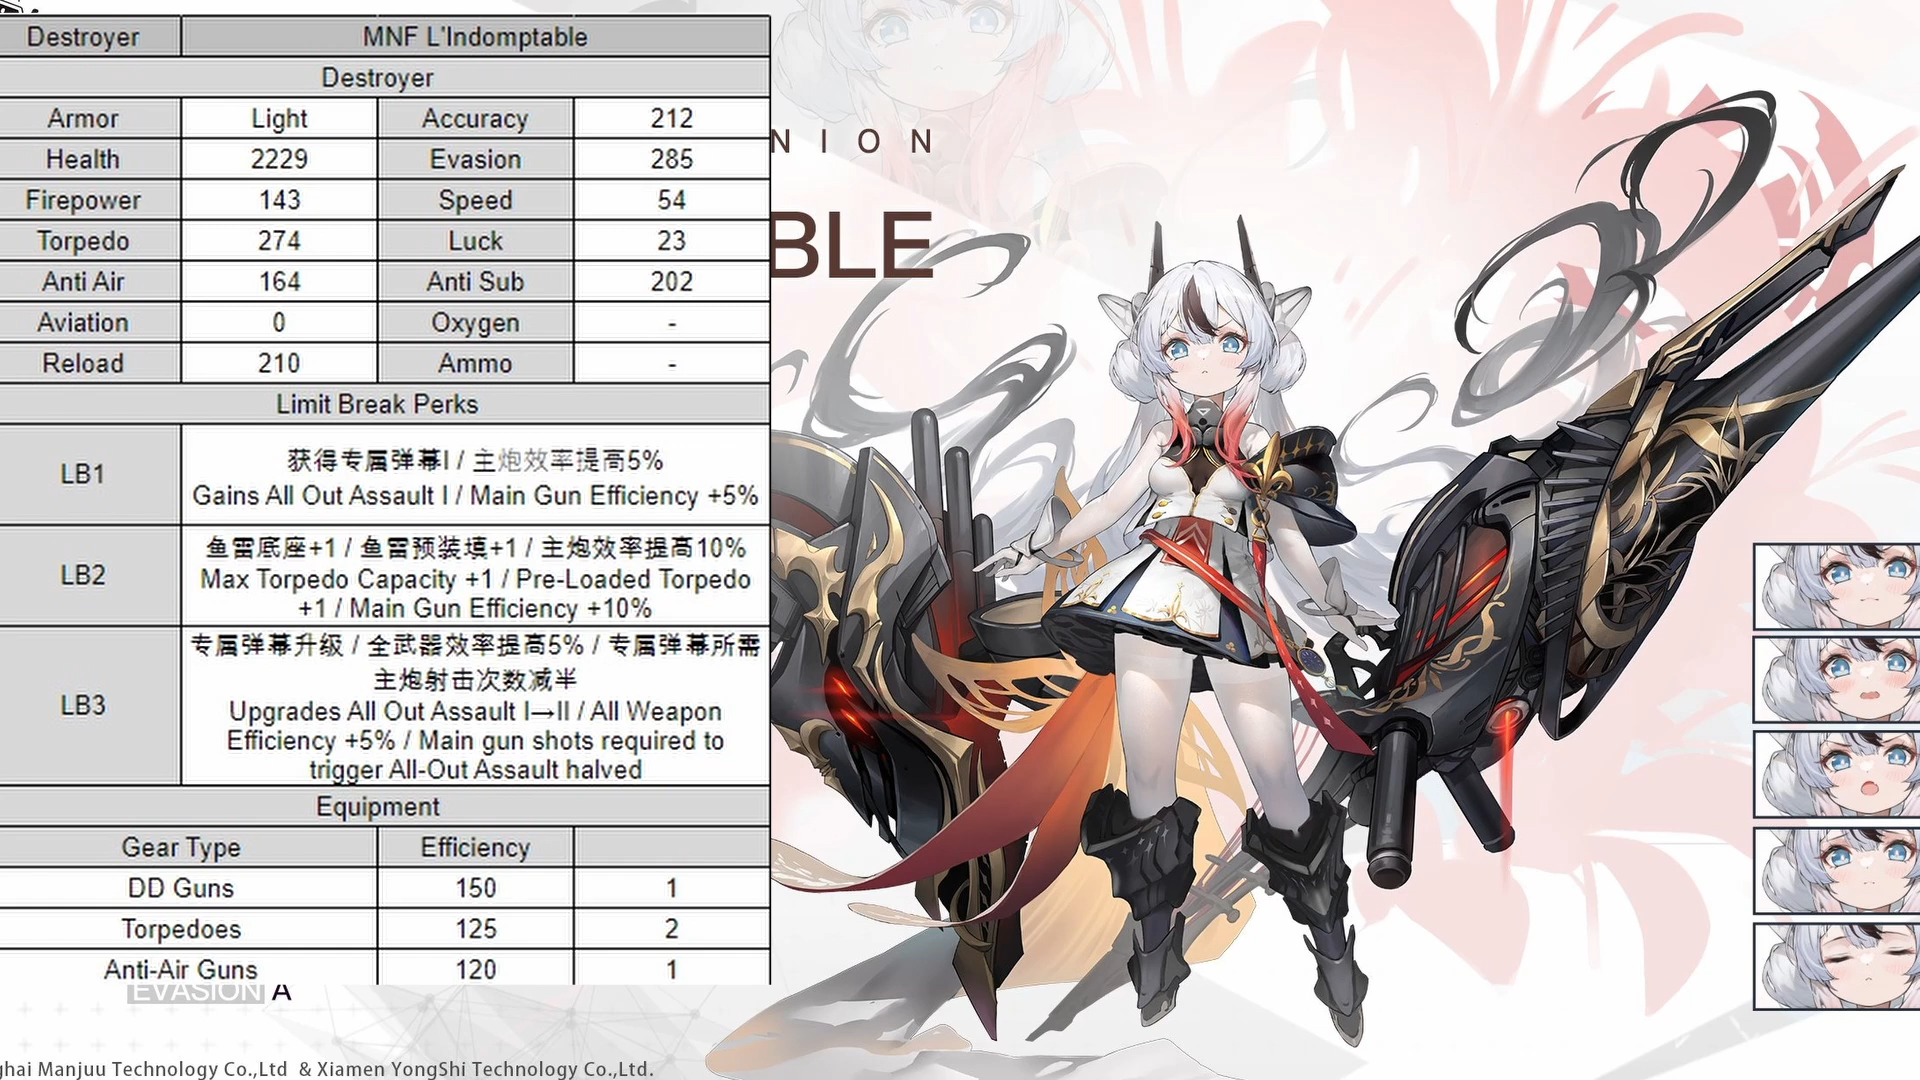 Destroyer MNF L'Indomptable
Destroyer
Armor Light Accuracy 212
Health 2229 Evasion 285
Firepower 143 Speed 54
Torpedo 274 Luck 23
Anti Air 164 Anti Sub 202
Aviation 0 Oxygen -
Reload 210 Ammo -
Limit Break Perks
LB1
获得专属弹幕I / 主炮效率提高5%
Gains All Out Assault I / Main Gun Efficiency +5%
LB2
鱼雷底座+1 / 鱼雷预装填+1 / 主炮效率提高10%
Max Torpedo Capacity +1 / Pre-Loaded Torpedo
+1 / Main Gun Efficiency +10%
LB3
专属弹幕升级 / 全武器效率提高5% / 专属弹幕所需
主炮射击次数减半
Upgrades All Out Assault I→II / All Weapon
Efficiency +5% / Main gun shots required to
trigger All-Out Assault halved
Equipment
Gear Type Efficiency
DD Guns 150 1
Torpedoes 125 2
Anti-Air Guns 120 1
EVASION A
NION
BLE
ghai Manjuu Technology Co.,Ltd & Xiamen YongShi Technology Co.,Ltd.